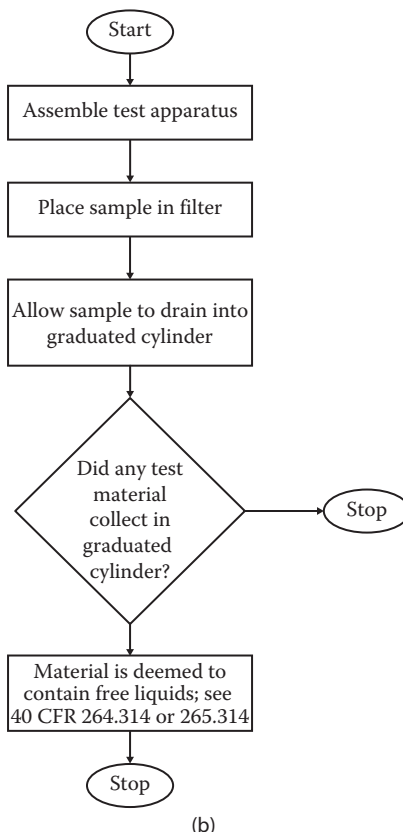 Start
Assemble test apparatus
Place sample in filter
Allow sample to drain into
graduated cylinder
Did any test
material
collect in
graduated
cylinder?
Stop
Material is deemed to
contain free liquids; see
40 CFR 264.314 or 265.314
Stop
(b)